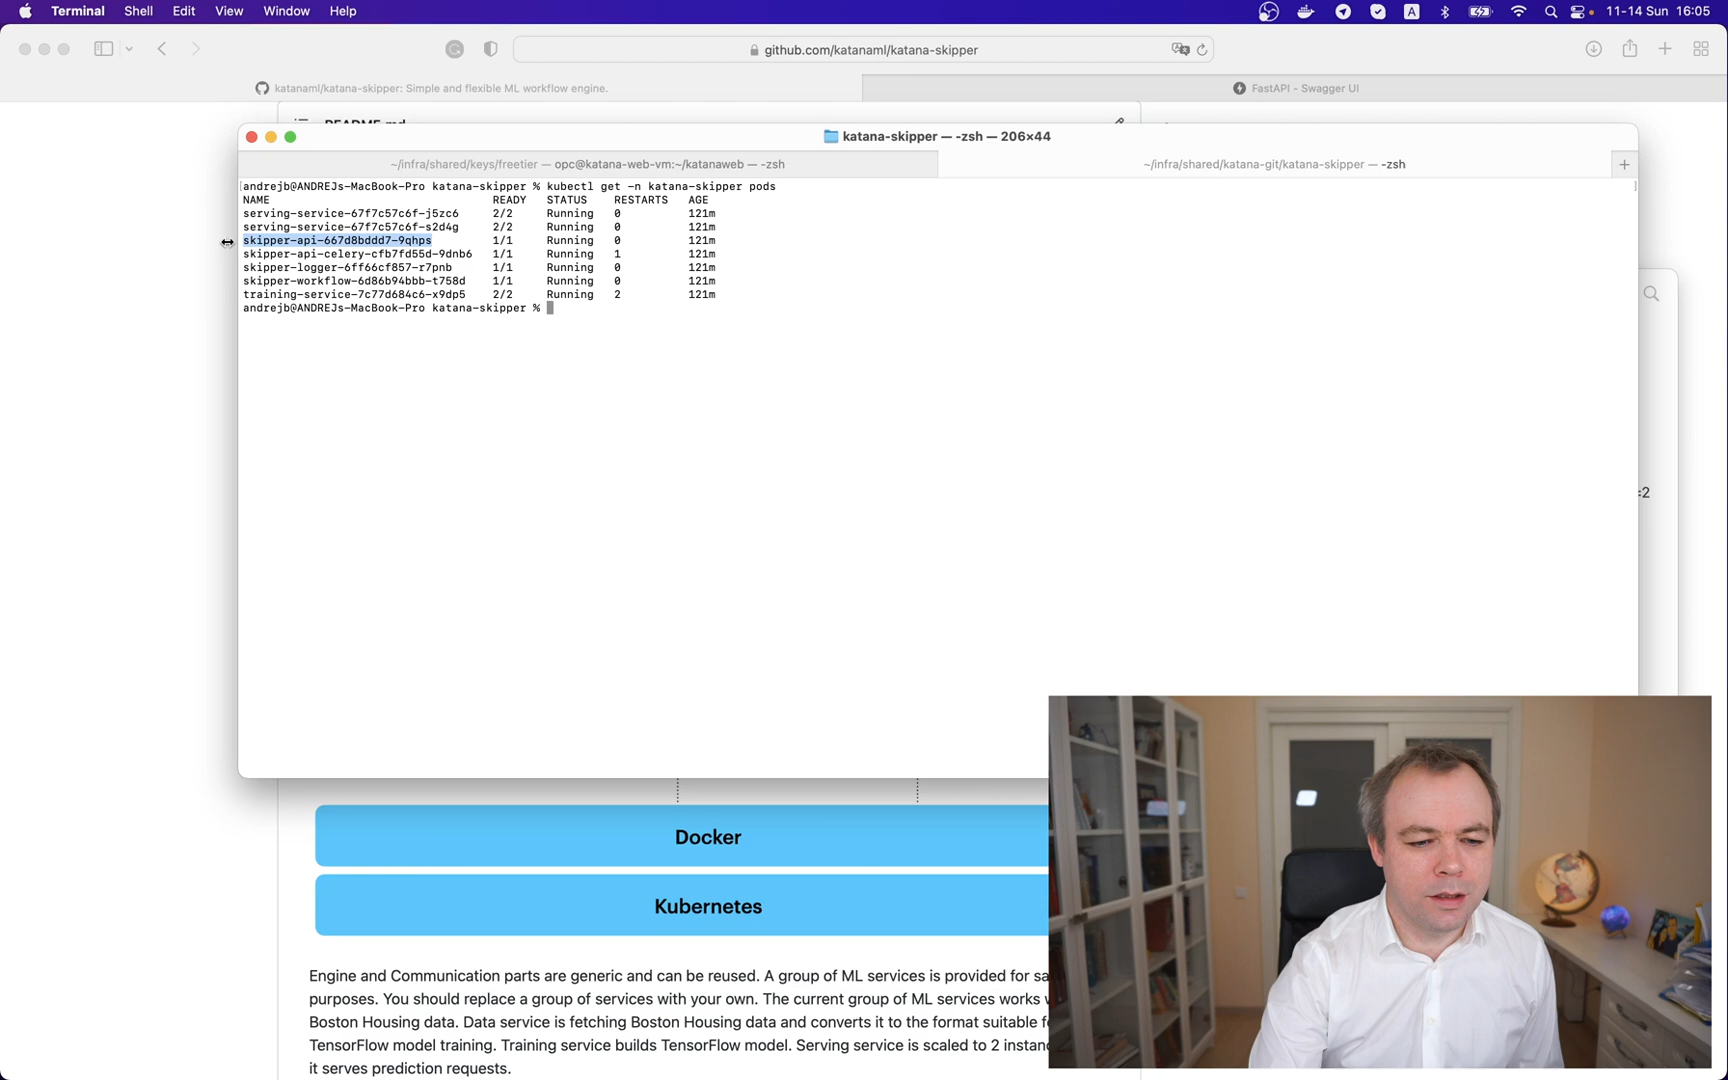 Terminal Shell Edit View Window Help
A
11-14 Sun 16:05
github.com/katanaml/katana-skipper
katanaml/katana-skipper: Simple and flexible ML workflow engine.
FastAPI - Swagger UI
README.md
katana-skipper — -zsh — 206×44
~/infra/shared/keys/freetier — opc@katana-web-vm:~/katanaweb — -zsh
~/infra/shared/katana-git/katana-skipper — -zsh
andrejb@ANDREJs-MacBook-Pro katana-skipper % kubectl get -n katana-skipper pods
NAME READY STATUS RESTARTS AGE
serving-service-67f7c57c6f-j5zc6 2/2 Running 0 121m
serving-service-67f7c57c6f-s2d4g 2/2 Running 0 121m
skipper-api-667d8bddd7-9qhps 1/1 Running 0 121m
skipper-api-celery-cfb7fd55d-9dnb6 1/1 Running 1 121m
skipper-logger-6ff66cf857-r7pnb 1/1 Running 0 121m
skipper-workflow-6d86b94bbb-t758d 1/1 Running 0 121m
training-service-7c77d684c6-x9dp5 2/2 Running 2 121m
andrejb@ANDREJs-MacBook-Pro katana-skipper %
=2
Docker
Kubernetes
Engine and Communication parts are generic and can be reused. A group of ML services is provided for sa
purposes. You should replace a group of services with your own. The current group of ML services works w
Boston Housing data. Data service is fetching Boston Housing data and converts it to the format suitable f
TensorFlow model training. Training service builds TensorFlow model. Serving service is scaled to 2 instanc
it serves prediction requests.